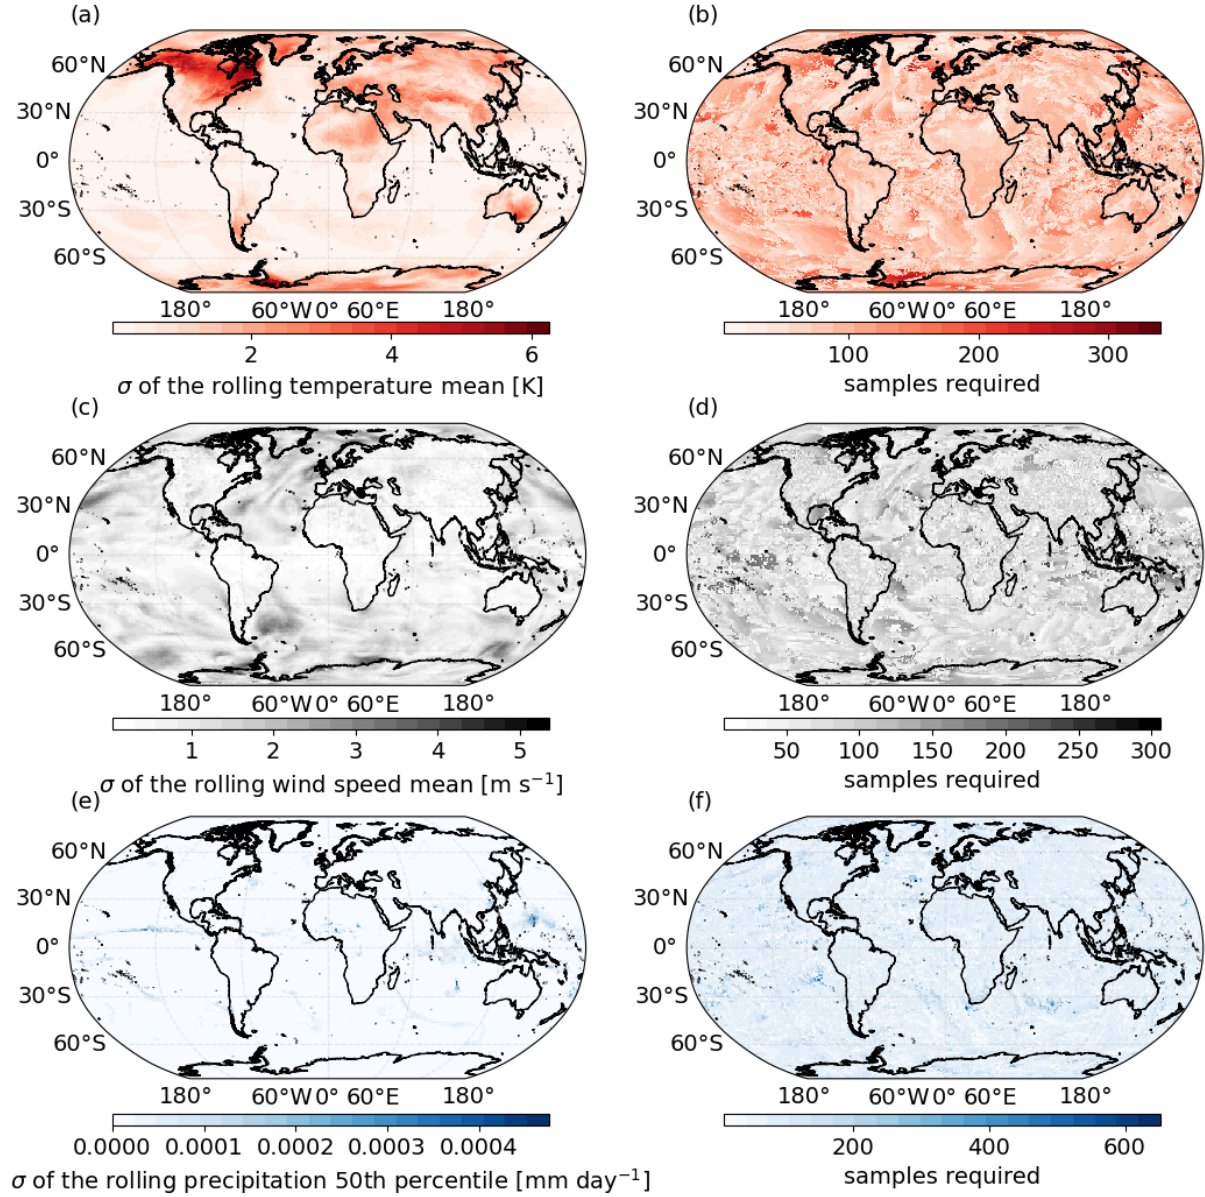 (a) (b)
60°N 60°N
30°N 30°N
0° 0°
30°S 30°S
60°S 60°S
180° 60°W 0° 60°E 180° 180° 60°W 0° 60°E 180°
2 4 6 100 200 300
σ of the rolling temperature mean [K] samples required
(c) (d)
60°N 60°N
30°N 30°N
0° 0°
30°S 30°S
60°S 60°S
180° 60°W 0° 60°E 180° 180° 60°W 0° 60°E 180°
1 2 3 4 5 50 100 150 200 250 300
σ of the rolling wind speed mean [m s⁻¹] samples required
(e) (f)
60°N 60°N
30°N 30°N
0° 0°
30°S 30°S
60°S 60°S
180° 60°W 0° 60°E 180° 180° 60°W 0° 60°E 180°
0.0000 0.0001 0.0002 0.0003 0.0004 200 400 600
σ of the rolling precipitation 50th percentile [mm day⁻¹] samples required